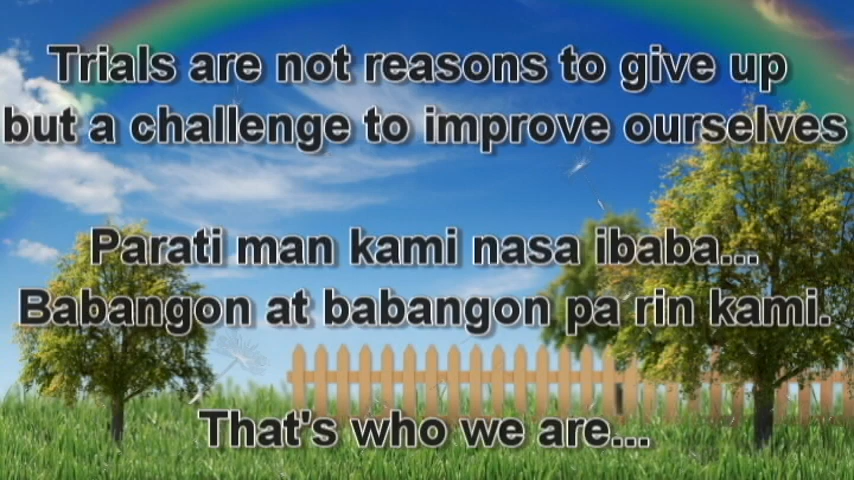 Trials are not reasons to give up
but a challenge to improve ourselves
Parati man kami nasa ibaba...
Babangon at babangon pa rin kami.
That's who we are...